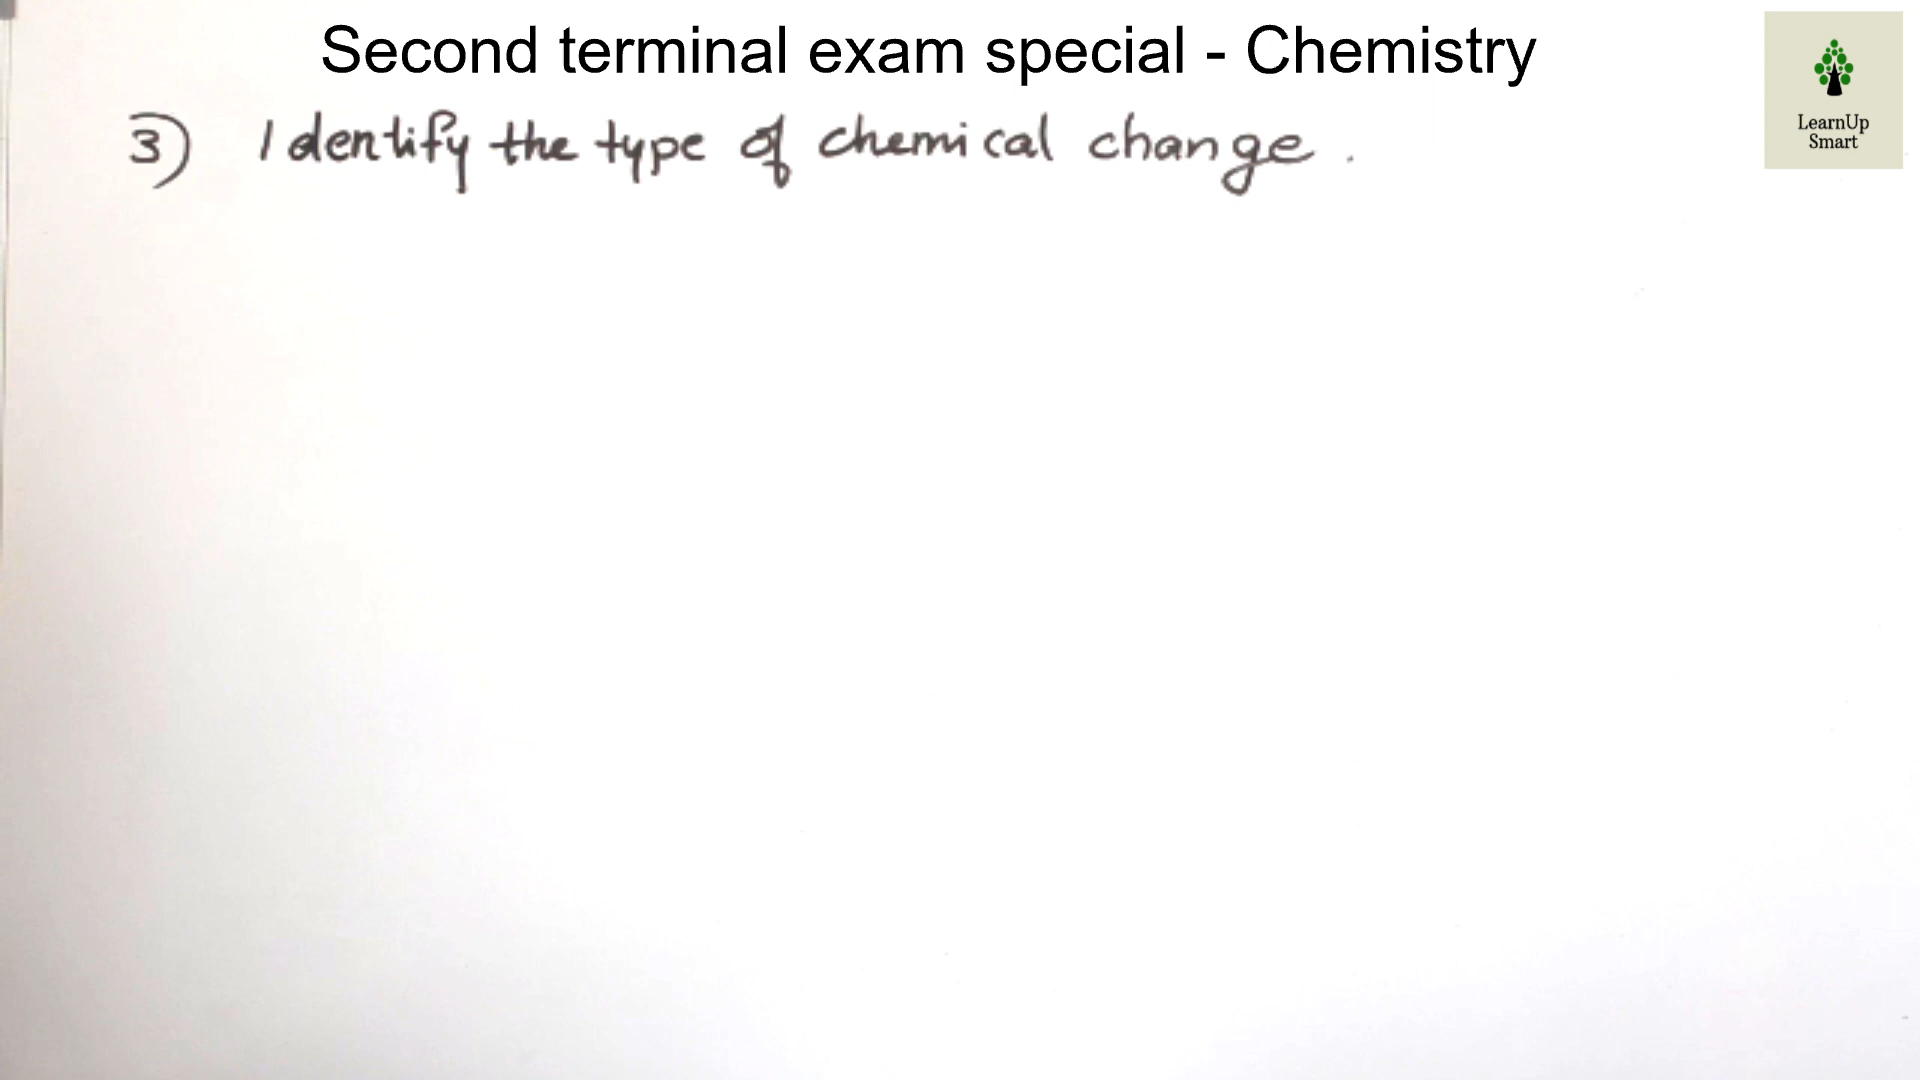 Second terminal exam special - Chemistry
LearnUp
Smart
3) Identify the type of chemical change.